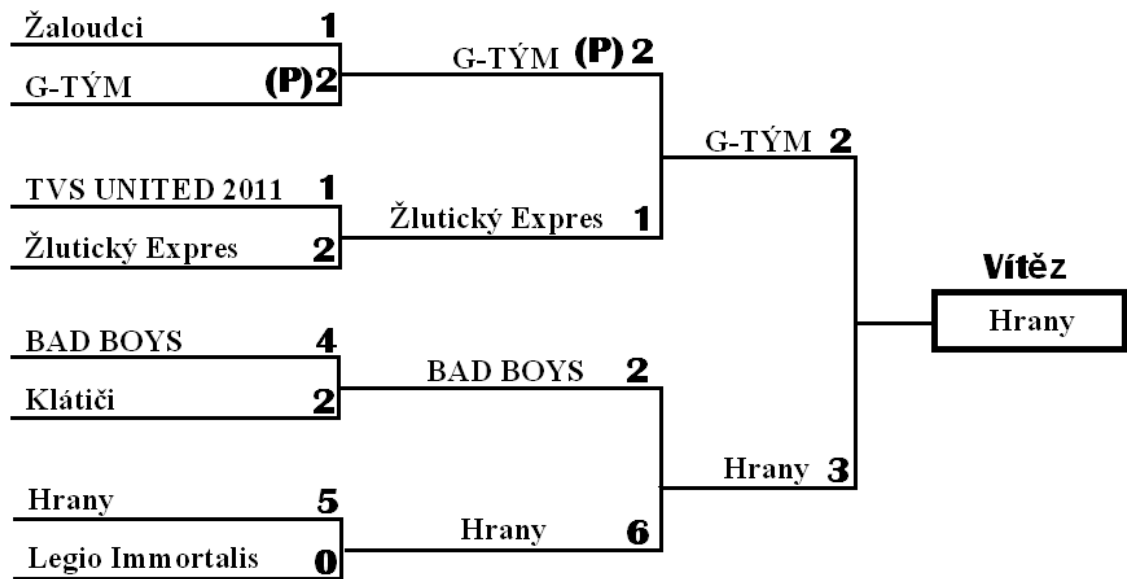 Žaloudci 1
G-TÝM (P) 2
TVS UNITED 2011 1
Žlutický Expres 2
BAD BOYS 4
Klátiči 2
Hrany 5
Legio Immortalis 0
G-TÝM (P) 2
Žlutický Expres 1
BAD BOYS 2
Hrany 6
G-TÝM 2
Hrany 3
Vítěz
Hrany